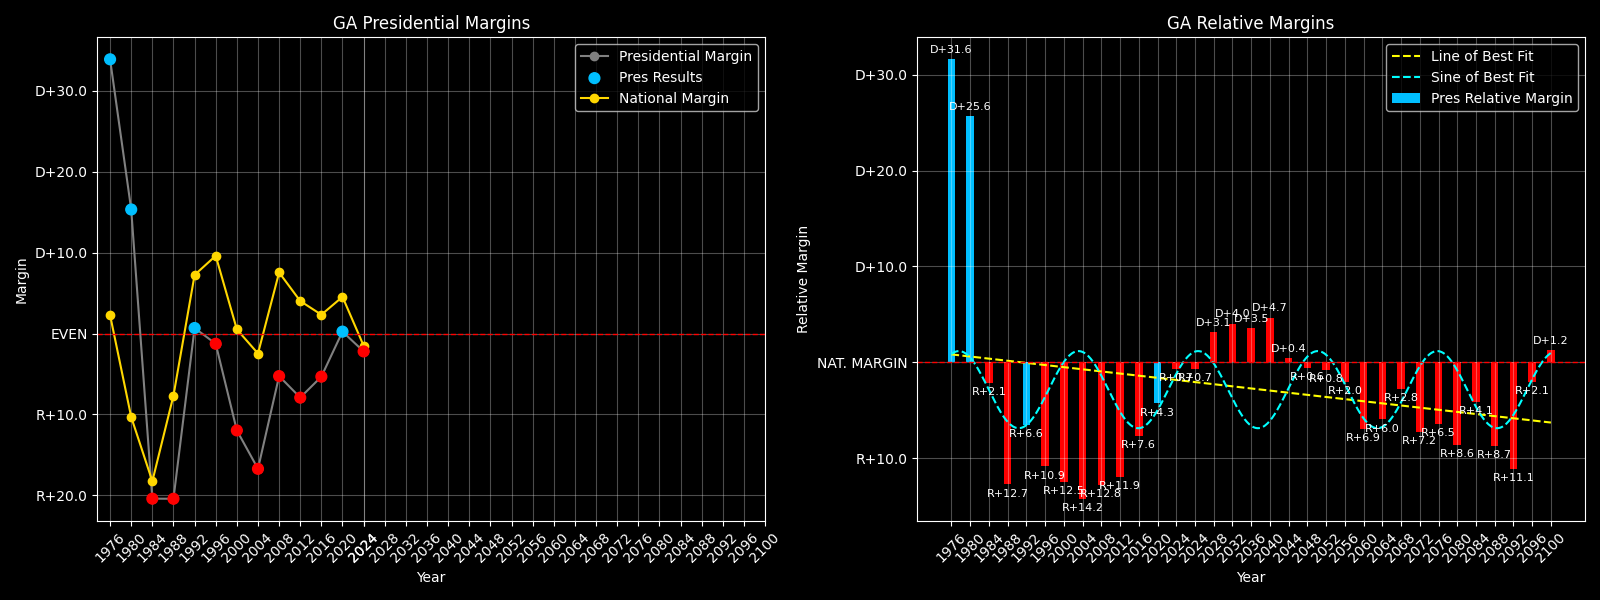 GA Presidential Margins
Presidential Margin
Pres Results
National Margin
Margin
D+30.0
D+20.0
D+10.0
EVEN
R+10.0
R+20.0
1976 1980 1984 1988 1992 1996 2000 2004 2008 2012 2016 2020 2024 2024 2028 2032 2036 2040 2044 2048 2052 2056 2060 2064 2068 2072 2076 2080 2084 2088 2092 2096 2100
Year
GA Relative Margins
Line of Best Fit
Sine of Best Fit
Pres Relative Margin
Relative Margin
D+30.0
D+20.0
D+10.0
NAT. MARGIN
R+10.0
D+31.6
D+25.6
R+2.1
R+12.7
R+6.6
R+10.9
R+12.5
R+14.2
R+12.8
R+11.9
R+7.6
R+4.3
R+0.7
D+3.1
D+4.0
D+3.5
D+4.7
D+0.4
R+0.6
R+0.8
R+2.0
R+6.9
R+6.0
R+2.8
R+7.2
R+6.5
R+8.6
R+4.1
R+8.7
R+11.1
R+2.1
D+1.2
1976 1980 1984 1988 1992 1996 2000 2004 2008 2012 2016 2020 2024 2024 2028 2032 2036 2040 2044 2048 2052 2056 2060 2064 2068 2072 2076 2080 2084 2088 2092 2096 2100
Year